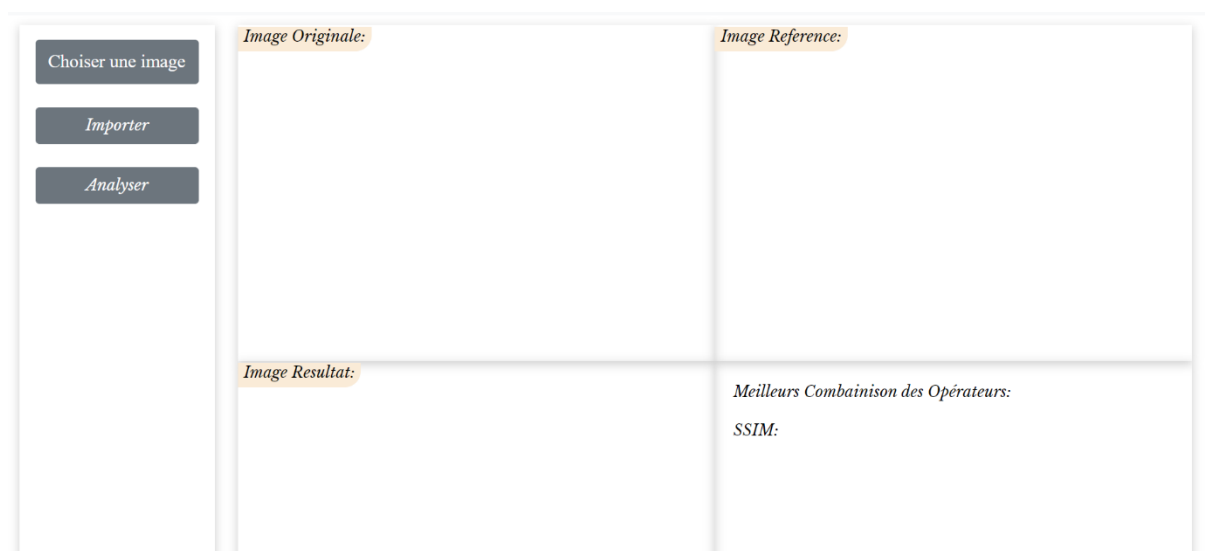 Choiser une image
Importer
Analyser
Image Originale:
Image Reference:
Image Resultat:
Meilleurs Combainison des Opérateurs:
SSIM: